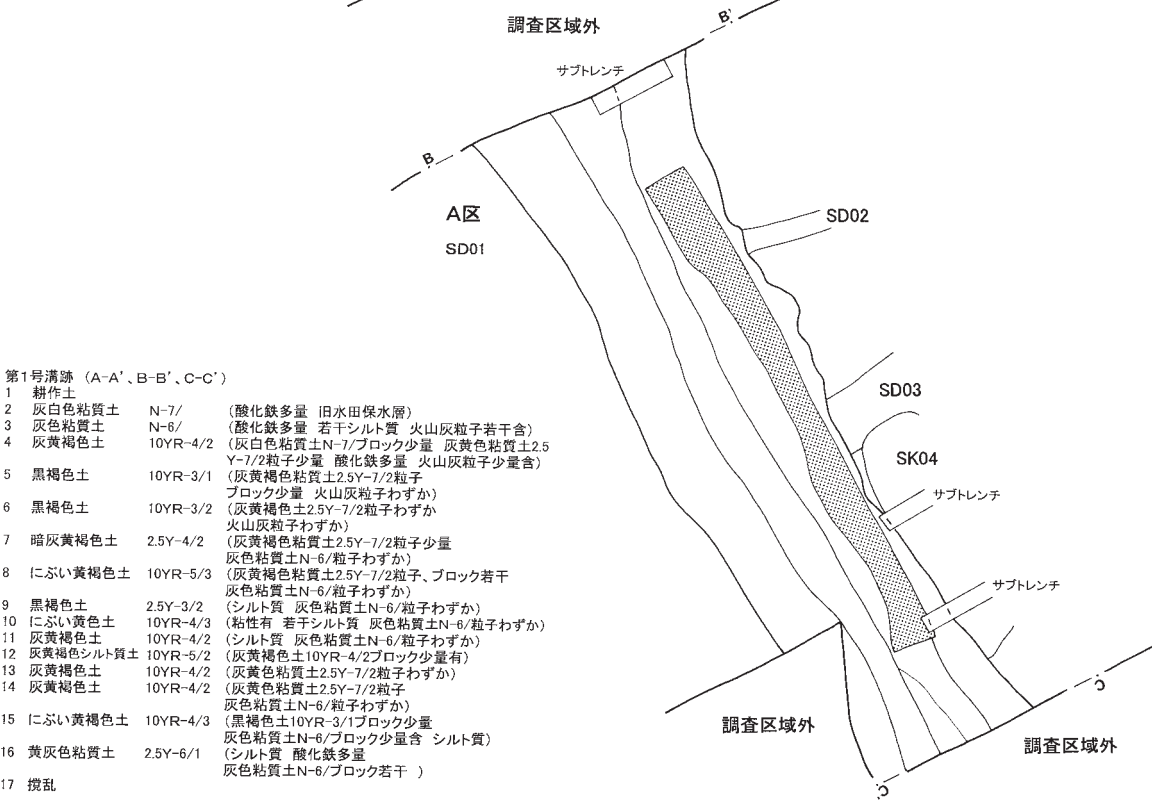 調査区域外
B'
サブトレンチ
B
A区
SD01
SD02
SD03
SK04
サブトレンチ
サブトレンチ
C'
調査区域外
調査区域外
C
第1号溝跡 (A-A'、B-B'、C-C')
1 耕作土
2 灰白色粘質土 N-7/ (酸化鉄多量 旧水田保水層)
3 灰色粘質土 N-6/ (酸化鉄多量 若干シルト質 火山灰粒子若干含)
4 灰黄褐色土 10YR-4/2 (灰白色粘質土N-7/ブロック少量 灰黄色粘質土2.5
Y-7/2粒子少量 酸化鉄多量 火山灰粒子少量含)
5 黒褐色土 10YR-3/1 (灰黄褐色粘質土2.5Y-7/2粒子
ブロック少量 火山灰粒子わずか)
6 黒褐色土 10YR-3/2 (灰黄褐色土2.5Y-7/2粒子わずか
火山灰粒子わずか)
7 暗灰黄褐色土 2.5Y-4/2 (灰黄褐色粘質土2.5Y-7/2粒子少量
灰色粘質土N-6/粒子わずか)
8 にぶい黄褐色土 10YR-5/3 (灰黄褐色粘質土2.5Y-7/2粒子、ブロック若干
灰色粘質土N-6/粒子わずか)
9 黒褐色土 2.5Y-3/2 (シルト質 灰色粘質土N-6/粒子わずか)
10 にぶい黄色土 10YR-4/3 (粘性有 若干シルト質 灰色粘質土N-6/粒子わずか)
11 灰黄褐色土 10YR-4/2 (シルト質 灰色粘質土N-6/粒子わずか)
12 灰黄褐色シルト質土 10YR-5/2 (灰黄褐色土10YR-4/2ブロック少量有)
13 灰黄褐色土 10YR-4/2 (灰黄色粘質土2.5Y-7/2粒子わずか)
14 灰黄褐色土 10YR-4/2 (灰黄色粘質土2.5Y-7/2粒子
灰色粘質土N-6/粒子わずか)
15 にぶい黄褐色土 10YR-4/3 (黒褐色土10YR-3/1ブロック少量
灰色粘質土N-6/ブロック少量含 シルト質)
16 黄灰色粘質土 2.5Y-6/1 (シルト質 酸化鉄多量
灰色粘質土N-6/ブロック若干 )
17 撹乱